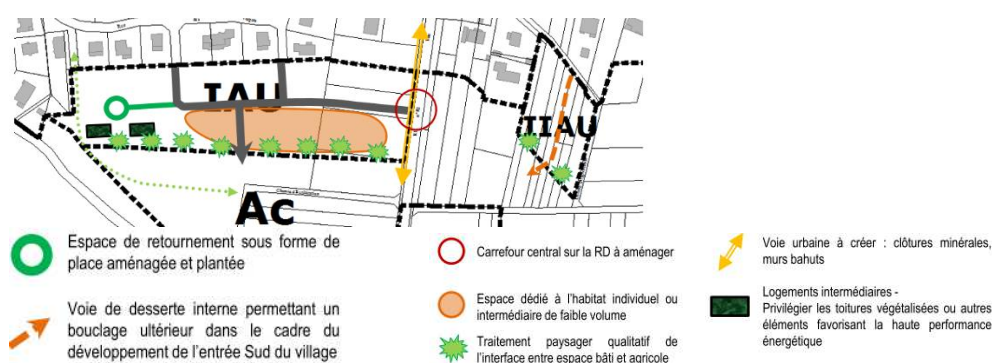 IAU
IIAU
Ac
Espace de retournement sous forme de
place aménagée et plantée
Voie de desserte interne permettant un
bouclage ultérieur dans le cadre du
développement de l'entrée Sud du village
Carrefour central sur la RD à aménager
Espace dédié à l'habitat individuel ou
intermédiaire de faible volume
Traitement paysager qualitatif de
l'interface entre espace bâti et agricole
Voie urbaine à créer : clôtures minérales,
murs bahuts
Logements intermédiaires -
Privilégier les toitures végétalisées ou autres
éléments favorisant la haute performance
énergétique